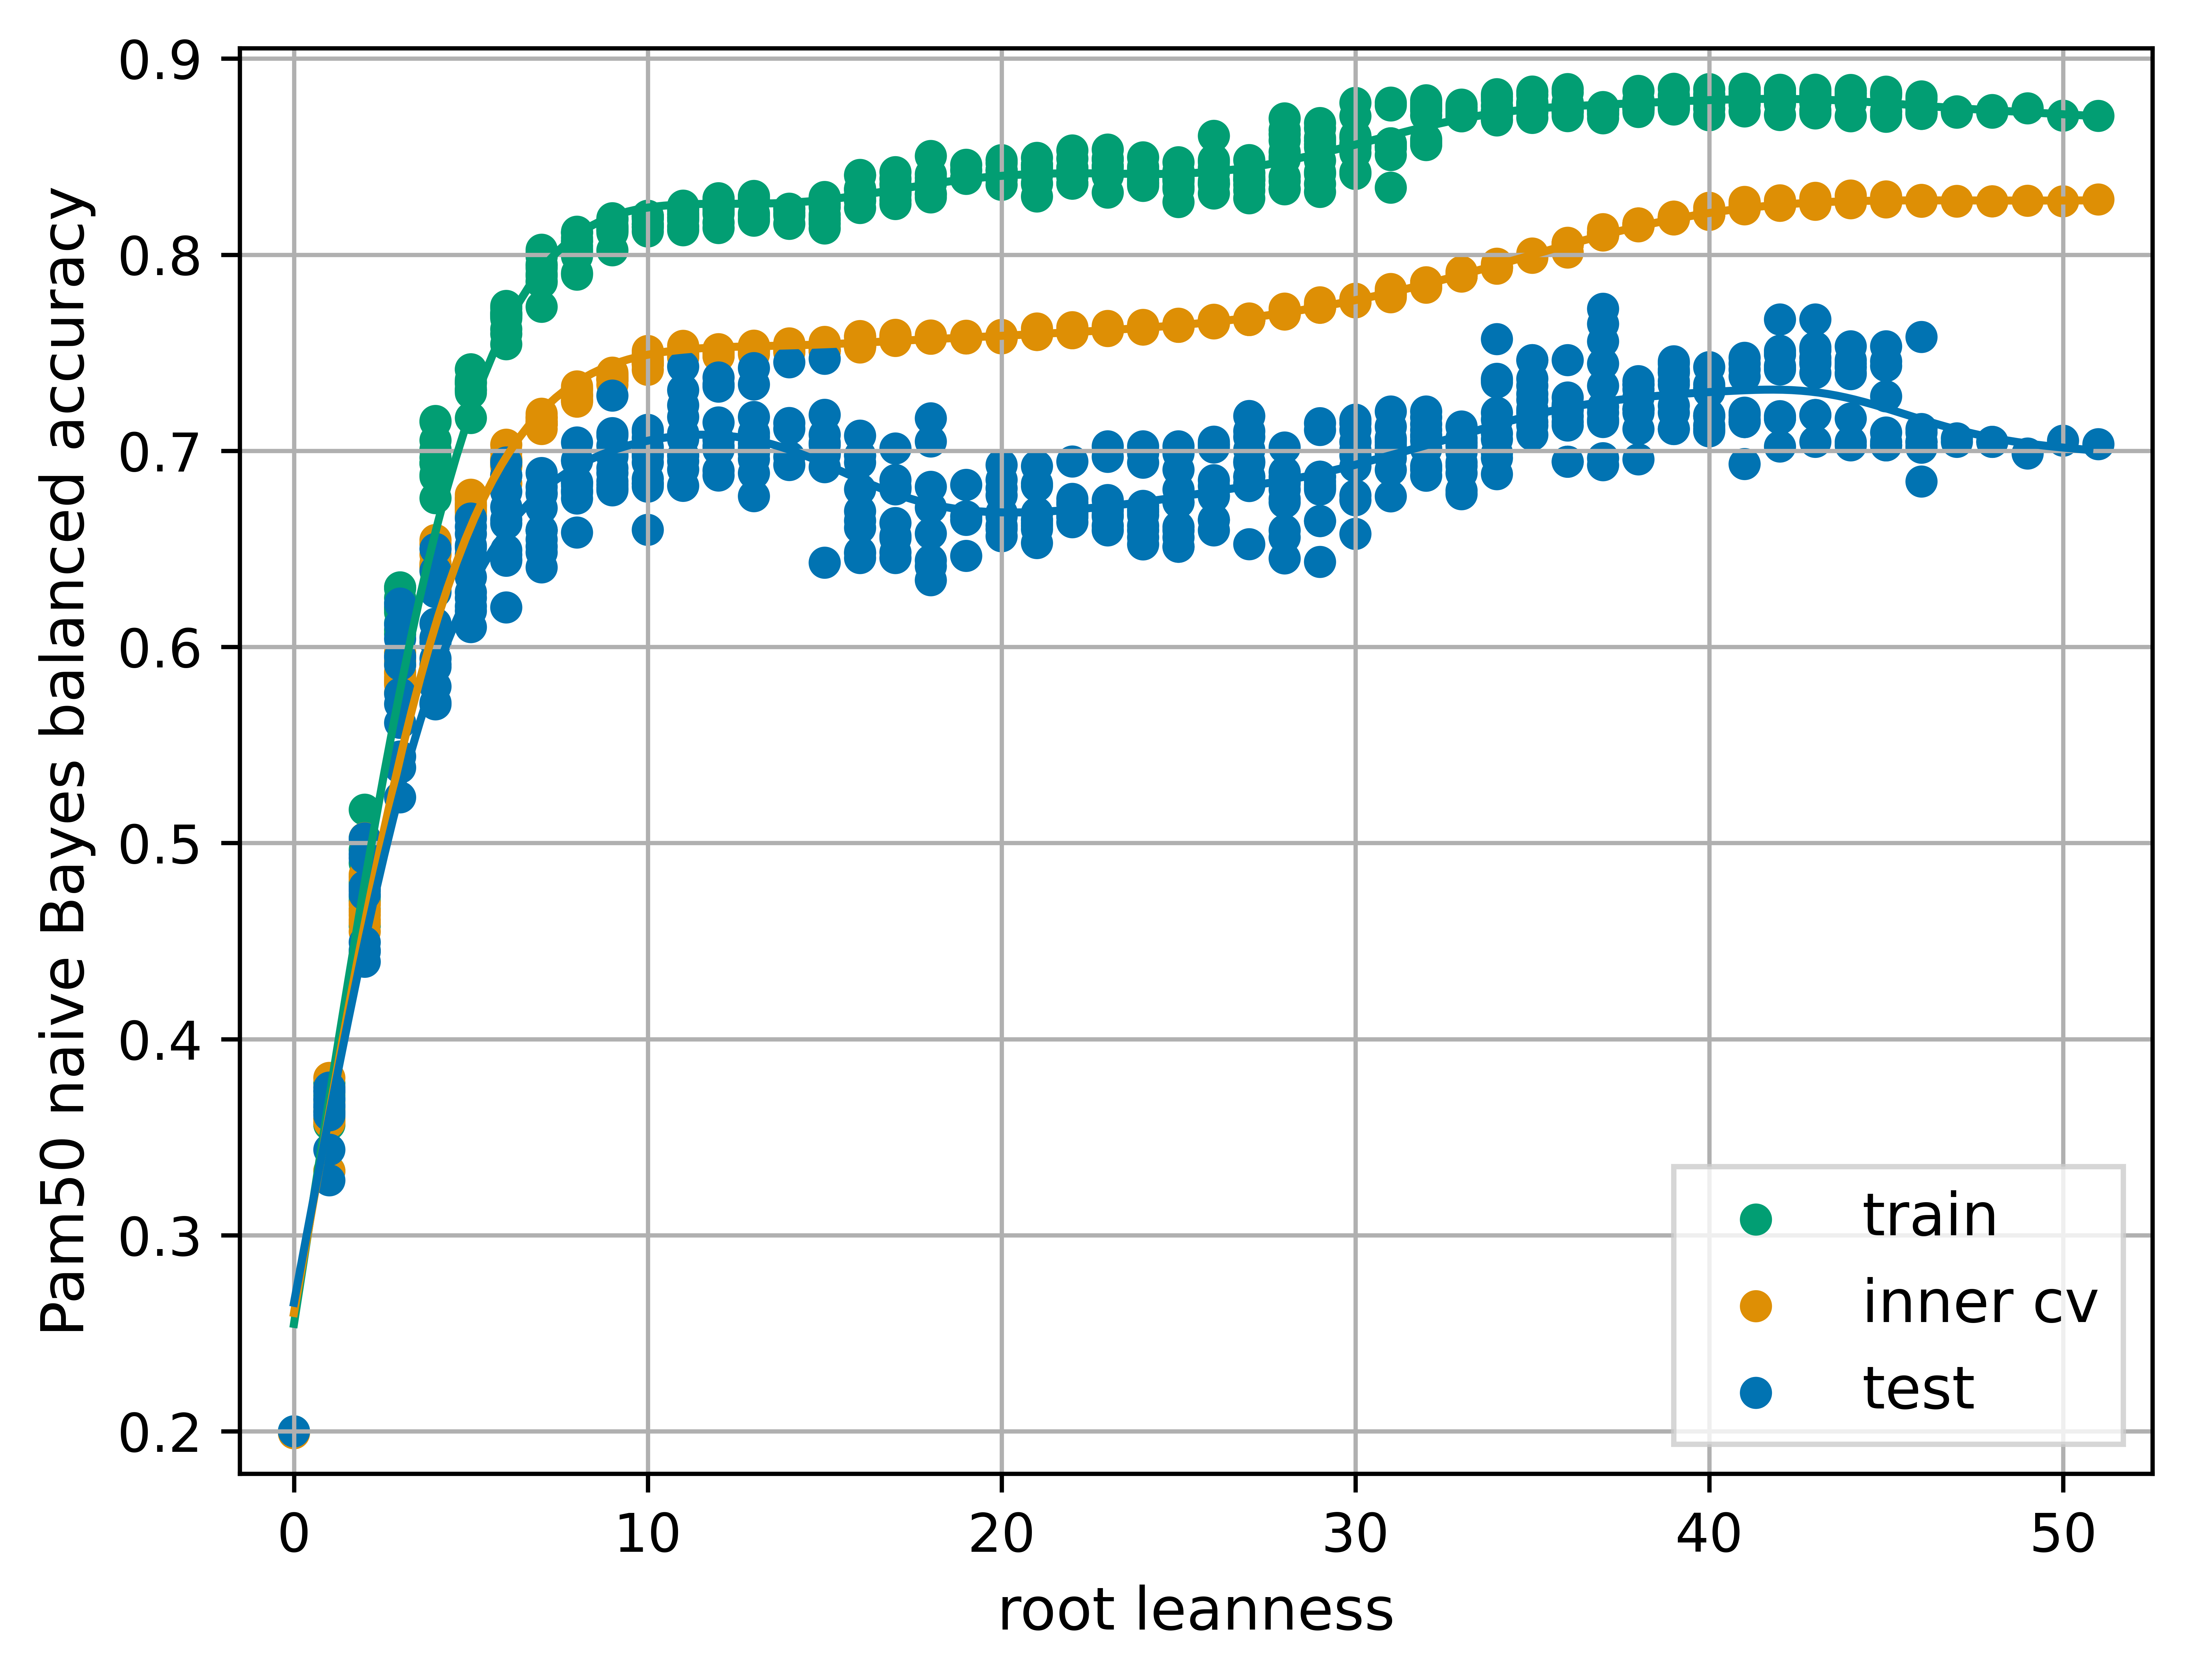 Pam50 naive Bayes balanced accuracy
0.9
0.8
0.7
0.6
0.5
0.4
0.3
0.2
train
inner cv
test
0 10 20 30 40 50
root leanness